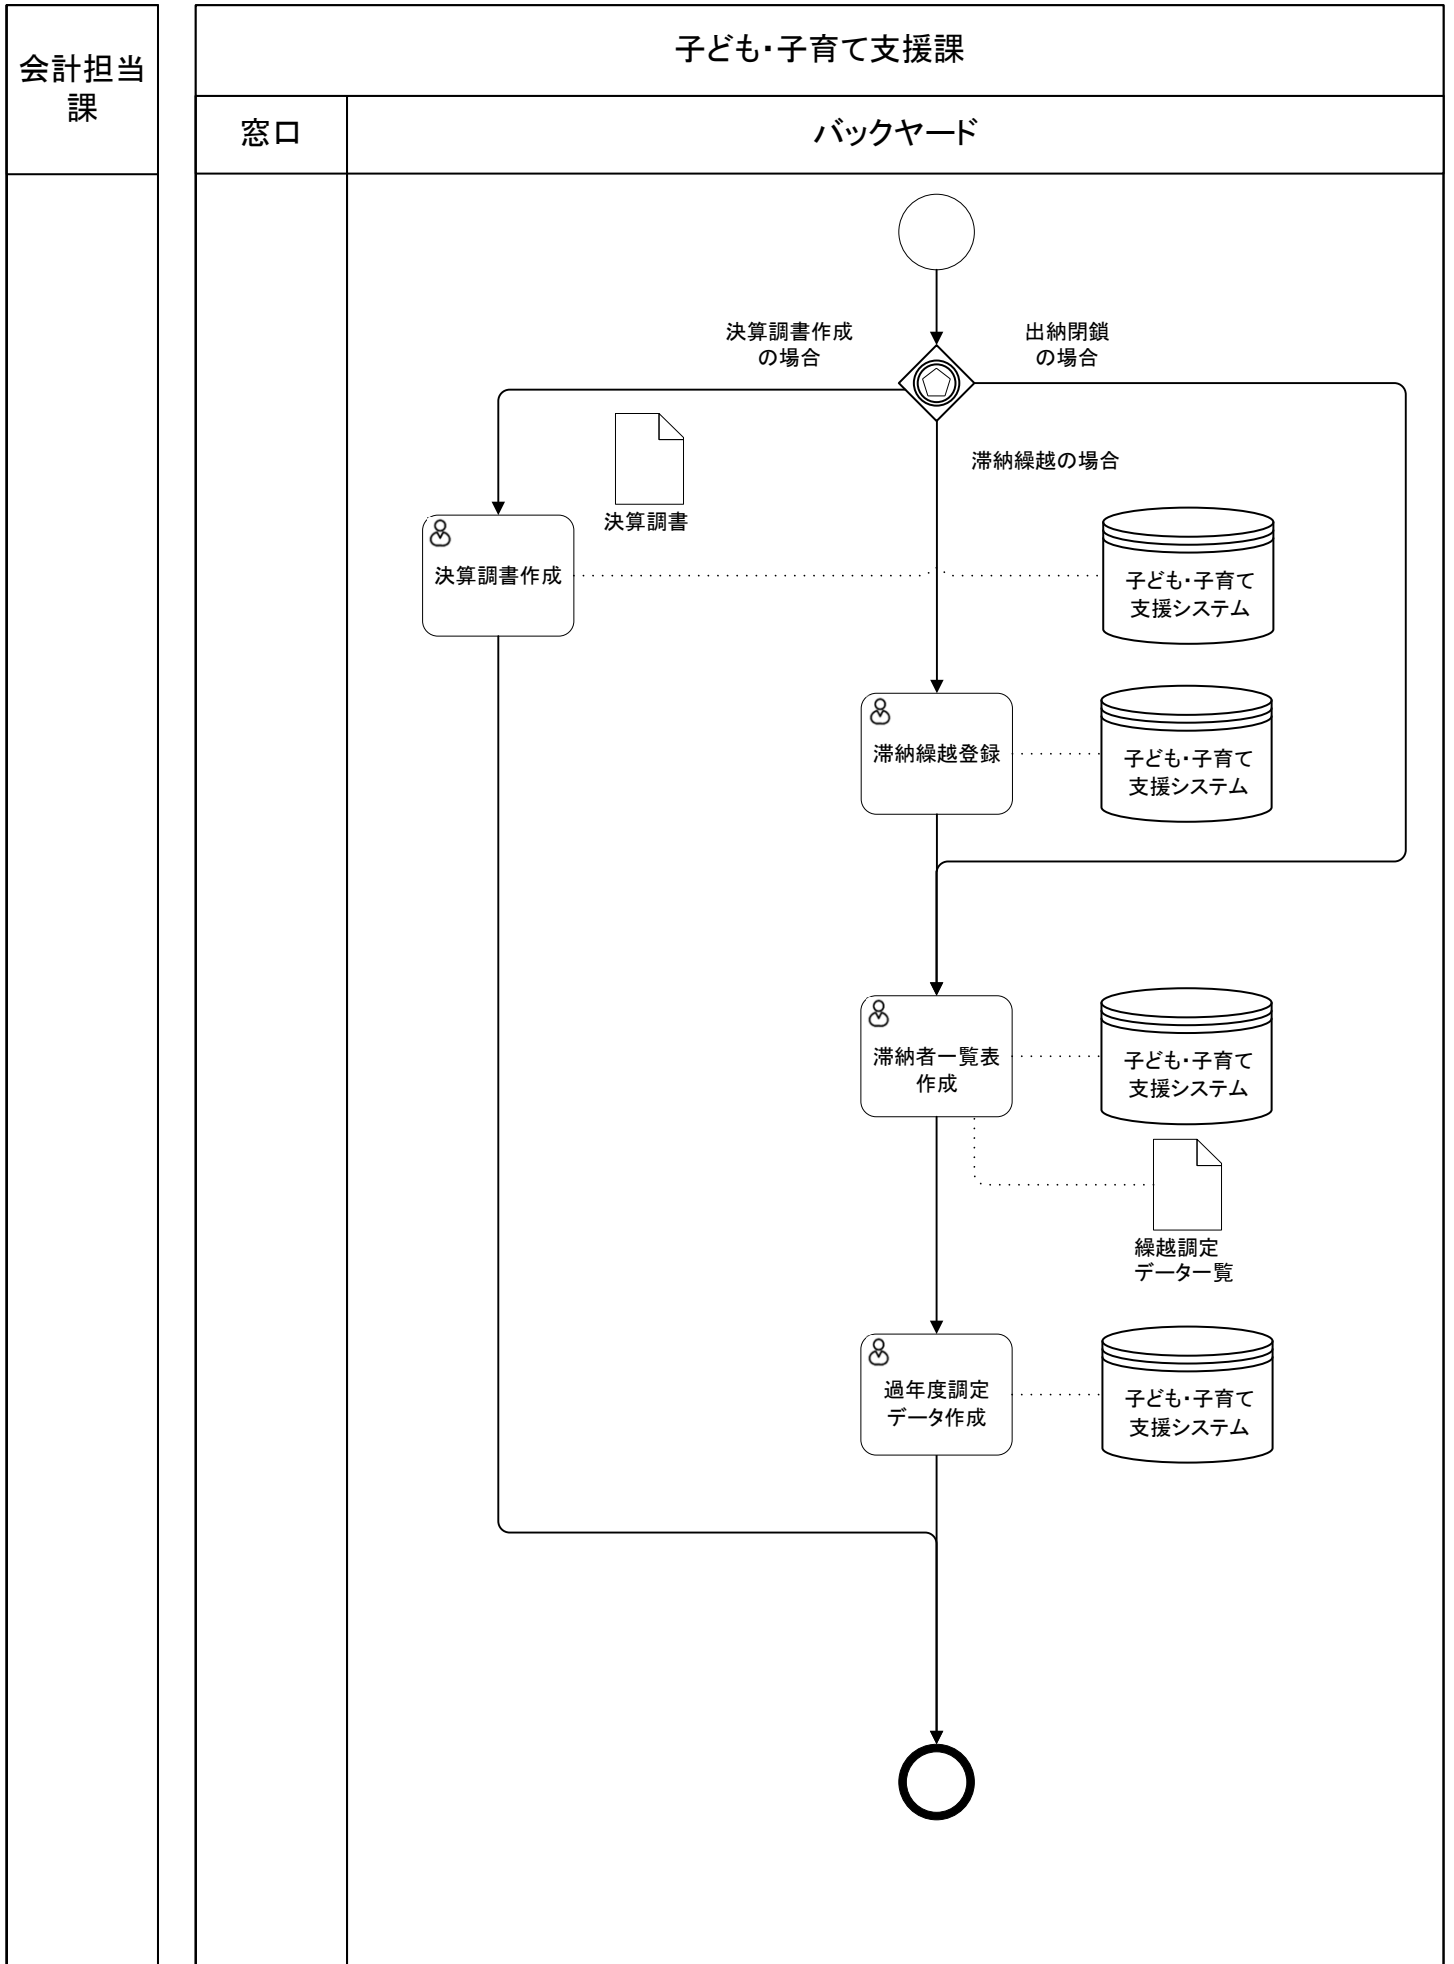 会計担当
課
子ども・子育て支援課
窓口
バックヤード
決算調書作成
の場合
出納閉鎖
の場合
滞納繰越の場合
決算調書
決算調書作成
子ども・子育て
支援システム
滞納繰越登録
子ども・子育て
支援システム
滞納者一覧表
作成
子ども・子育て
支援システム
繰越調定
データ一覧
過年度調定
データ作成
子ども・子育て
支援システム